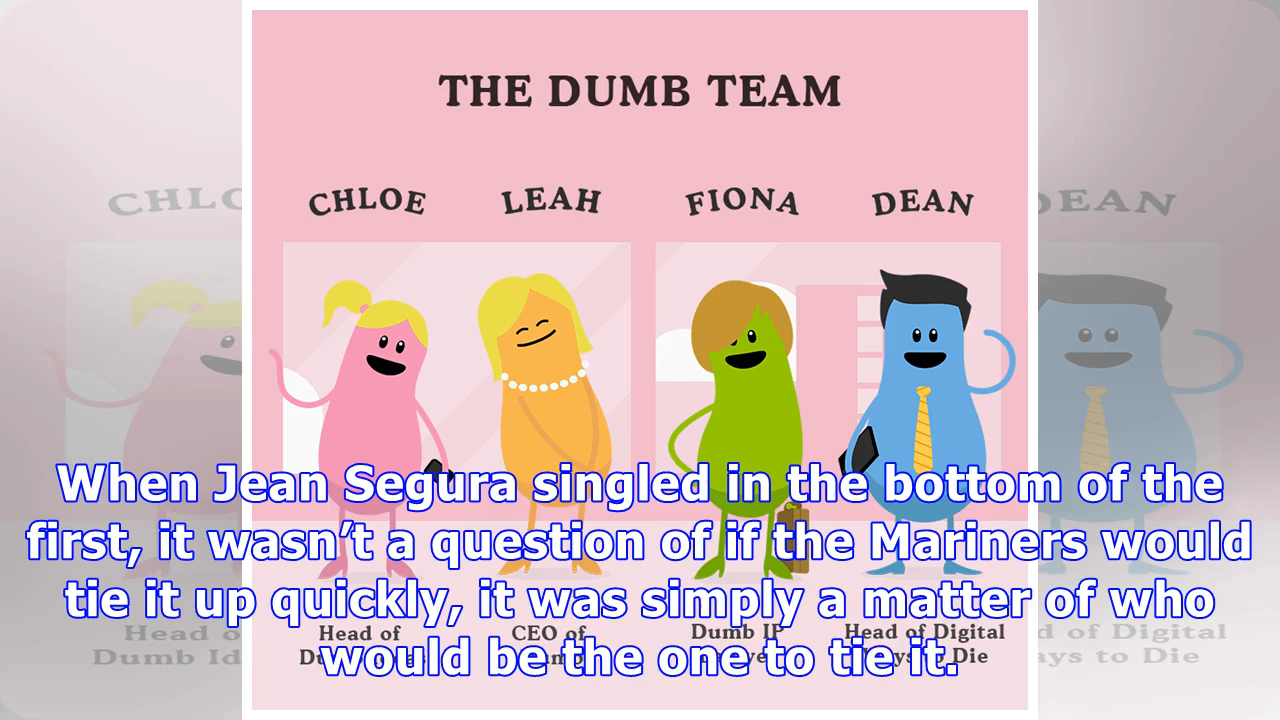 THE DUMB TEAM
CHLOE LEAH FIONA DEAN
When Jean Segura singled in the bottom of the
first, it wasn’t a question of if the Mariners would
tie it up quickly, it was simply a matter of who
would be the one to tie it.
Head of CEO of Dumb IP Head of Digital
to Die